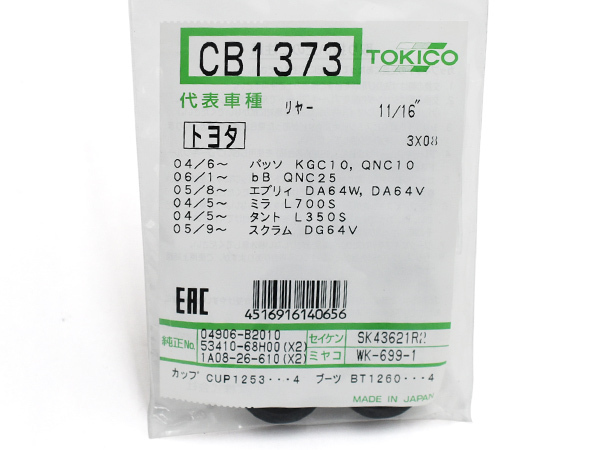 CB1373
TOKICO
代表車種 リヤー 11/16"
トヨタ
3X08
04/6~ パッソ KGC10, QNC10
06/1~ bB QNC25
05/8~ エブリィ DA64W, DA64V
04/5~ ミラ L700S
04/5~ タント L350S
05/9~ スクラム DG64V
EAC
4516916140656
純正No. 04906-B2010 セイケン SK43621R
53410-68H00(X2)
1A08-26-610(X2) ミヤコ WK-699-1
カップ CUP1253···4 ブーツ BT1260···4
MADE IN JAPAN